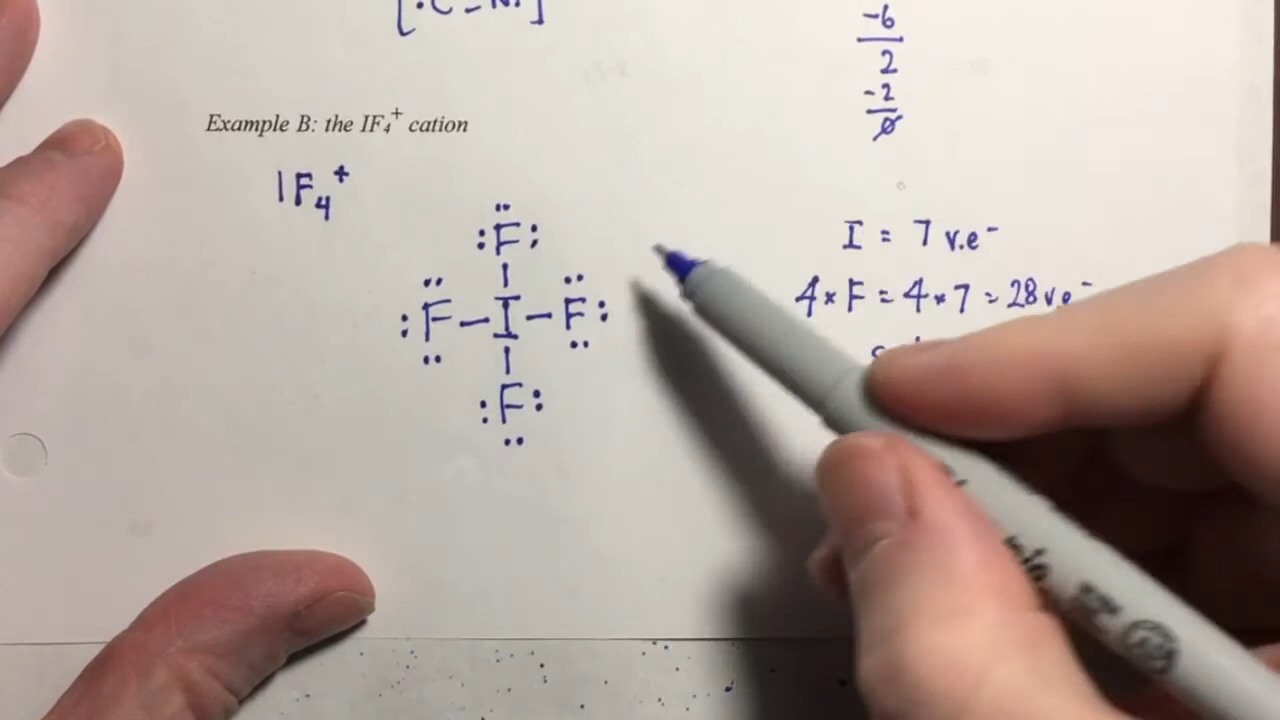 [:C - N:]
-6
2
-2
0
Example B: the IF₄⁺ cation
IF₄⁺
I = 7 v.e⁻
4 × F = 4 * 7 = 28 v.e⁻
:F:
:F – I – F:
:F: